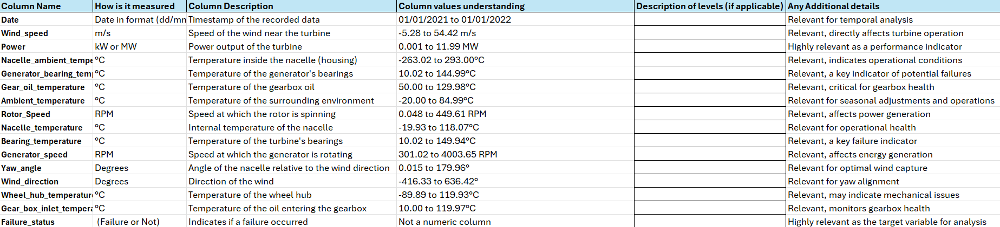 Column Name How is it measured Column Description Column values understanding Description of levels (if applicable) Any Additional details
Date Date in format (dd/mm Timestamp of the recorded data 01/01/2021 to 01/01/2022 Relevant for temporal analysis
Wind_speed m/s Speed of the wind near the turbine -5.28 to 54.42 m/s Relevant, directly affects turbine operation
Power kW or MW Power output of the turbine 0.001 to 11.99 MW Highly relevant as a performance indicator
Nacelle_ambient_tempe °C Temperature inside the nacelle (housing) -263.02 to 293.00°C Relevant, indicates operational conditions
Generator_bearing_tem °C Temperature of the generator's bearings 10.02 to 144.99°C Relevant, a key indicator of potential failures
Gear_oil_temperature °C Temperature of the gearbox oil 50.00 to 129.98°C Relevant, critical for gearbox health
Ambient_temperature °C Temperature of the surrounding environment -20.00 to 84.99°C Relevant for seasonal adjustments and operations
Rotor_Speed RPM Speed at which the rotor is spinning 0.048 to 449.61 RPM Relevant, affects power generation
Nacelle_temperature °C Internal temperature of the nacelle -19.93 to 118.07°C Relevant for operational health
Bearing_temperature °C Temperature of the turbine's bearings 10.02 to 149.94°C Relevant, a key failure indicator
Generator_speed RPM Speed at which the generator is rotating 301.02 to 4003.65 RPM Relevant, affects energy generation
Yaw_angle Degrees Angle of the nacelle relative to the wind direction 0.015 to 179.96° Relevant for optimal wind capture
Wind_direction Degrees Direction of the wind -416.33 to 636.42° Relevant for yaw alignment
Wheel_hub_temperature °C Temperature of the wheel hub -89.89 to 119.93°C Relevant, may indicate mechanical issues
Gear_box_inlet_tempera °C Temperature of the oil entering the gearbox 10.00 to 119.97°C Relevant, monitors gearbox health
Failure_status (Failure or Not) Indicates if a failure occurred Not a numeric column Highly relevant as the target variable for analysis